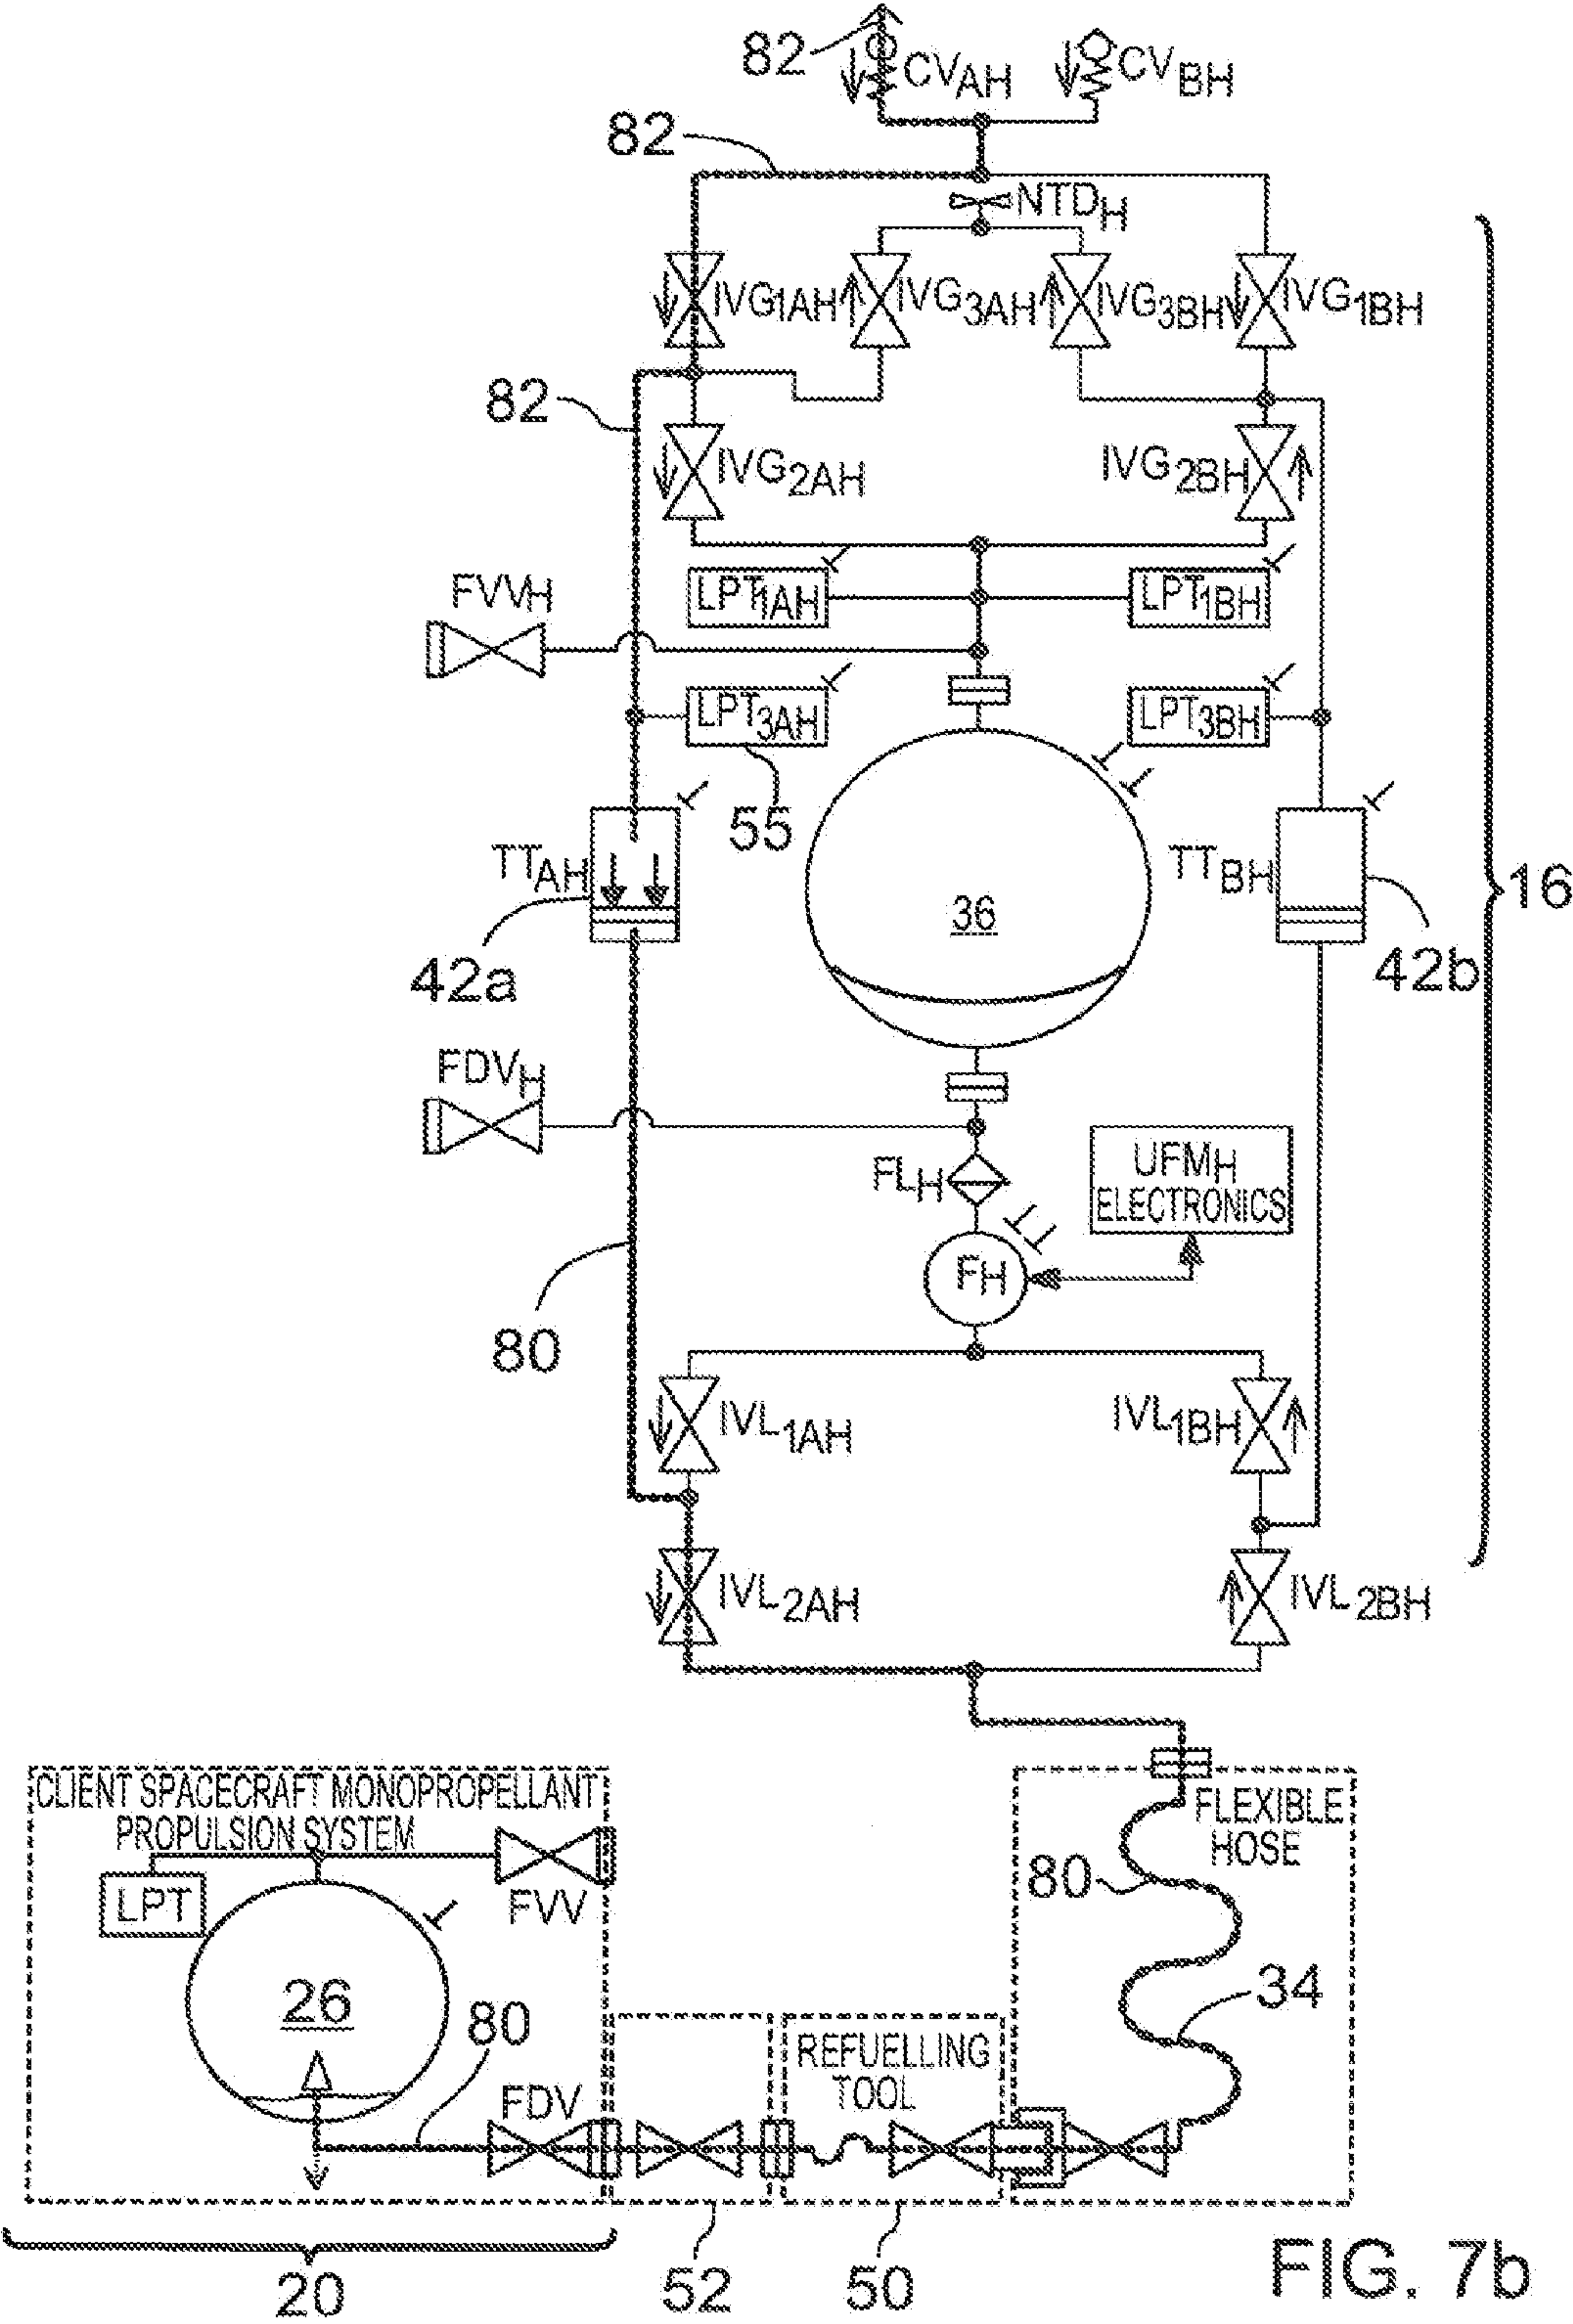 82
CVAH
CVBH
82
NTDH
IVG1AH
IVG3AH
IVG3BH
IVG1BH
82
IVG2AH
IVG2BH
FVVH
LPT1AH
LPT1BH
LPT3AH
LPT3BH
55
TTAH
36
TTBH
16
42a
42b
FDVH
FLH
UFMH
ELECTRONICS
FH
80
IVL1AH
IVL1BH
IVL2AH
IVL2BH
CLIENT SPACECRAFT MONOPROPELLANT
PROPULSION SYSTEM
FLEXIBLE
HOSE
LPT
FVV
80
26
80
34
REFUELLING
TOOL
FDV
20
52
50
FIG. 7b